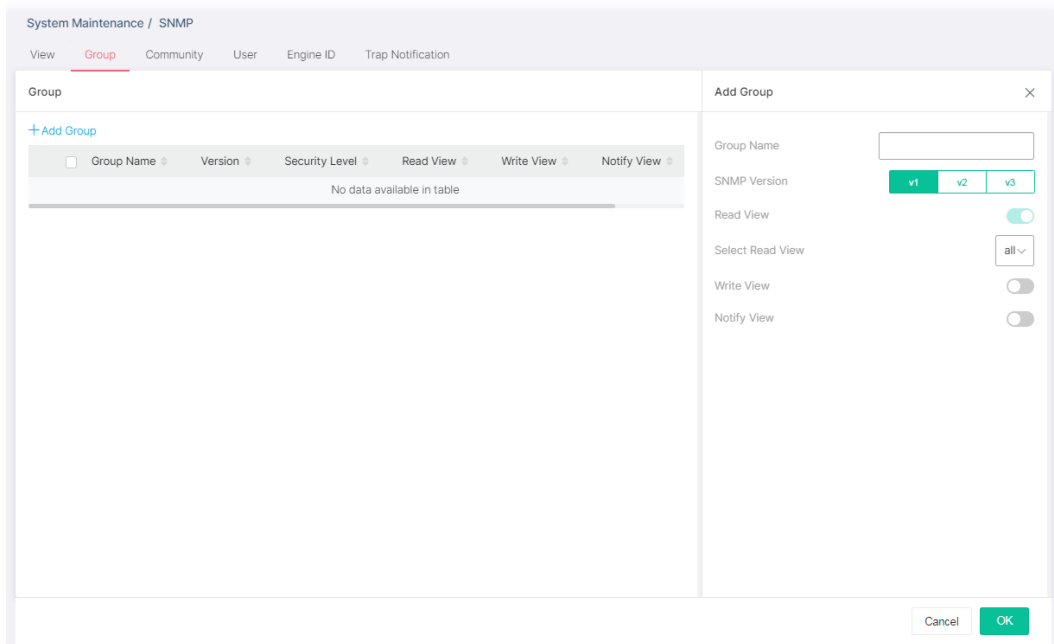 System Maintenance / SNMP
View Group Community User Engine ID Trap Notification
Group
+Add Group
Group Name Version Security Level Read View Write View Notify View
No data available in table
Add Group
Group Name
SNMP Version v1 v2 v3
Read View
Select Read View all
Write View
Notify View
Cancel OK